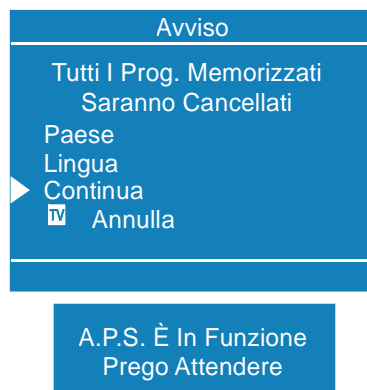 Avviso
Tutti I Prog. Memorizzati
Saranno Cancellati
Paese
Lingua
Continua
TV Annulla
A.P.S. È In Funzione
Prego Attendere